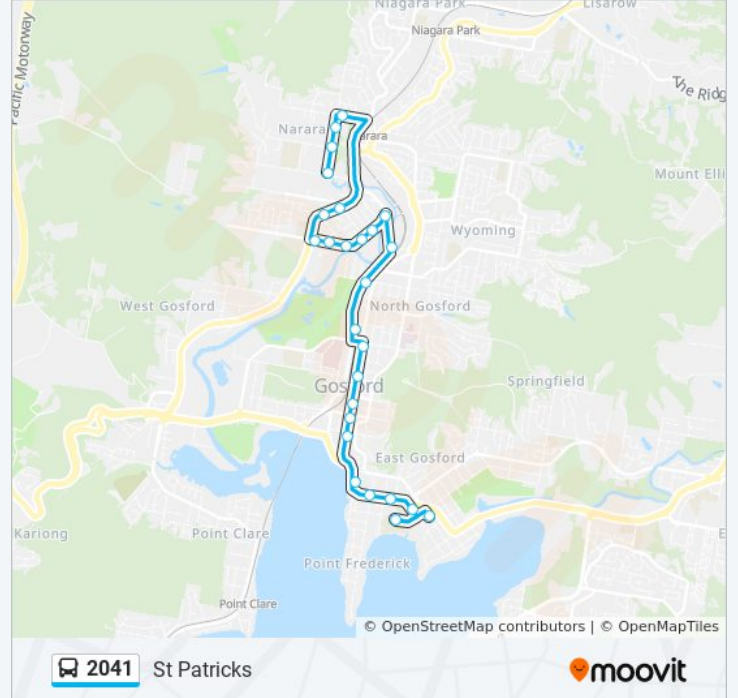 Niagara Park
Lisarow
Niagara Park
Pacific Motorway
The Ridg
Narara
arara
Mount Elli
Wyoming
West Gosford
North Gosford
Gosford
Springfield
East Gosford
Kariong
Point Clare
E
Point Frederick
Point Clare
© OpenStreetMap contributors | © OpenMapTiles
2041 St Patricks
moovit